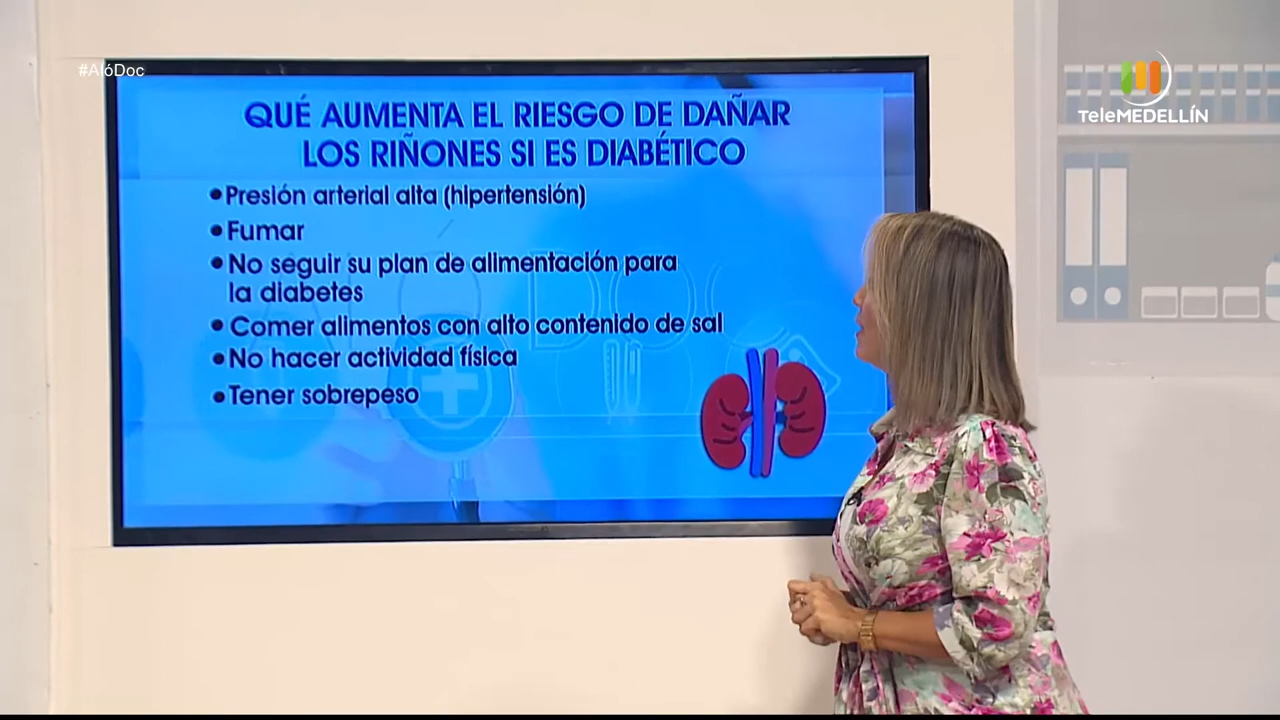 #AlóDoc
TeleMEDELLÍN
QUÉ AUMENTA EL RIESGO DE DAÑAR
LOS RIÑONES SI ES DIABÉTICO
•Presión arterial alta (hipertensión)
•Fumar
•No seguir su plan de alimentación para
la diabetes
•Comer alimentos con alto contenido de sal
•No hacer actividad física
•Tener sobrepeso
DOC